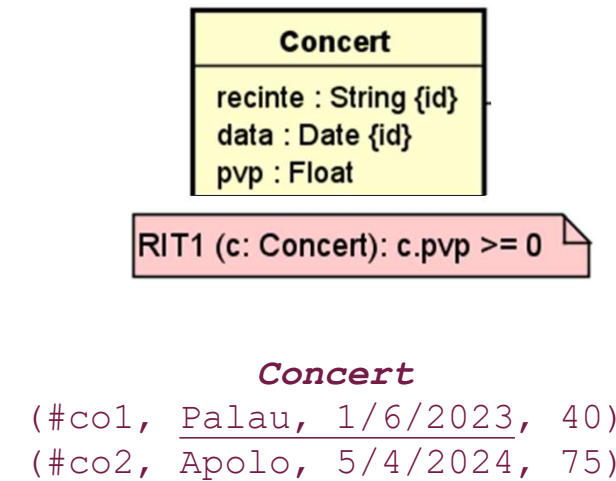 Concert
recinte : String {id}
data : Date {id}
pvp : Float
RIT1 (c: Concert): c.pvp >= 0
Concert
(#co1, Palau, 1/6/2023, 40)
(#co2, Apolo, 5/4/2024, 75)